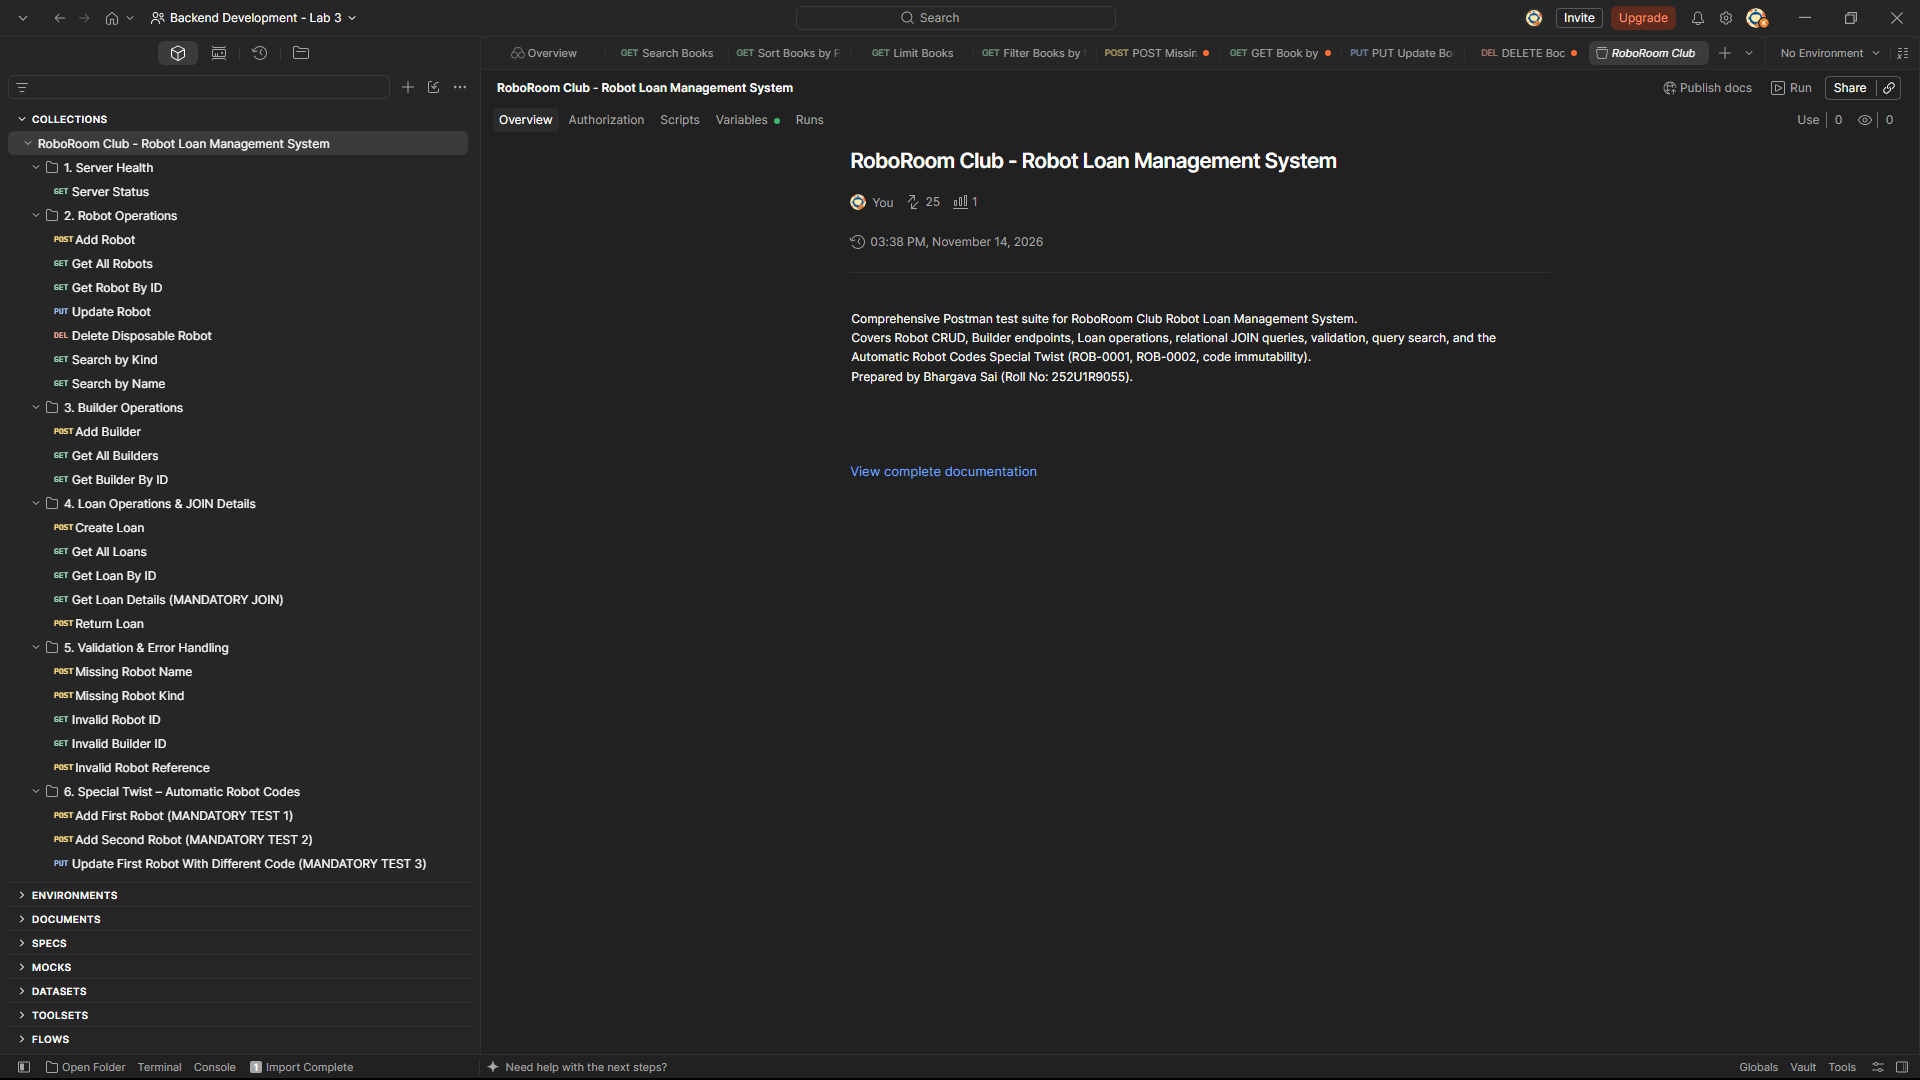 Backend Development - Lab 3
Search
Invite
Upgrade
Overview
GET Search Books
GET Sort Books by P
GET Limit Books
GET Filter Books by
POST POST Missin
GET GET Book by
PUT PUT Update Bo
DEL DELETE Boc
RoboRoom Club
No Environment
RoboRoom Club - Robot Loan Management System
Publish docs
Run
Share
Overview
Authorization
Scripts
Variables
Runs
Use
0
0
COLLECTIONS
RoboRoom Club - Robot Loan Management System
1. Server Health
GET Server Status
2. Robot Operations
POST Add Robot
GET Get All Robots
GET Get Robot By ID
PUT Update Robot
DEL Delete Disposable Robot
GET Search by Kind
GET Search by Name
3. Builder Operations
POST Add Builder
GET Get All Builders
GET Get Builder By ID
4. Loan Operations & JOIN Details
POST Create Loan
GET Get All Loans
GET Get Loan By ID
GET Get Loan Details (MANDATORY JOIN)
POST Return Loan
5. Validation & Error Handling
POST Missing Robot Name
POST Missing Robot Kind
GET Invalid Robot ID
GET Invalid Builder ID
POST Invalid Robot Reference
6. Special Twist – Automatic Robot Codes
POST Add First Robot (MANDATORY TEST 1)
POST Add Second Robot (MANDATORY TEST 2)
PUT Update First Robot With Different Code (MANDATORY TEST 3)
ENVIRONMENTS
DOCUMENTS
SPECS
MOCKS
DATASETS
TOOLSETS
FLOWS
RoboRoom Club - Robot Loan Management System
You
25
1
03:38 PM, November 14, 2026
Comprehensive Postman test suite for RoboRoom Club Robot Loan Management System.
Covers Robot CRUD, Builder endpoints, Loan operations, relational JOIN queries, validation, query search, and the
Automatic Robot Codes Special Twist (ROB-0001, ROB-0002, code immutability).
Prepared by Bhargava Sai (Roll No: 252U1R9055).
View complete documentation
Open Folder
Terminal
Console
1 Import Complete
Need help with the next steps?
Globals
Vault
Tools